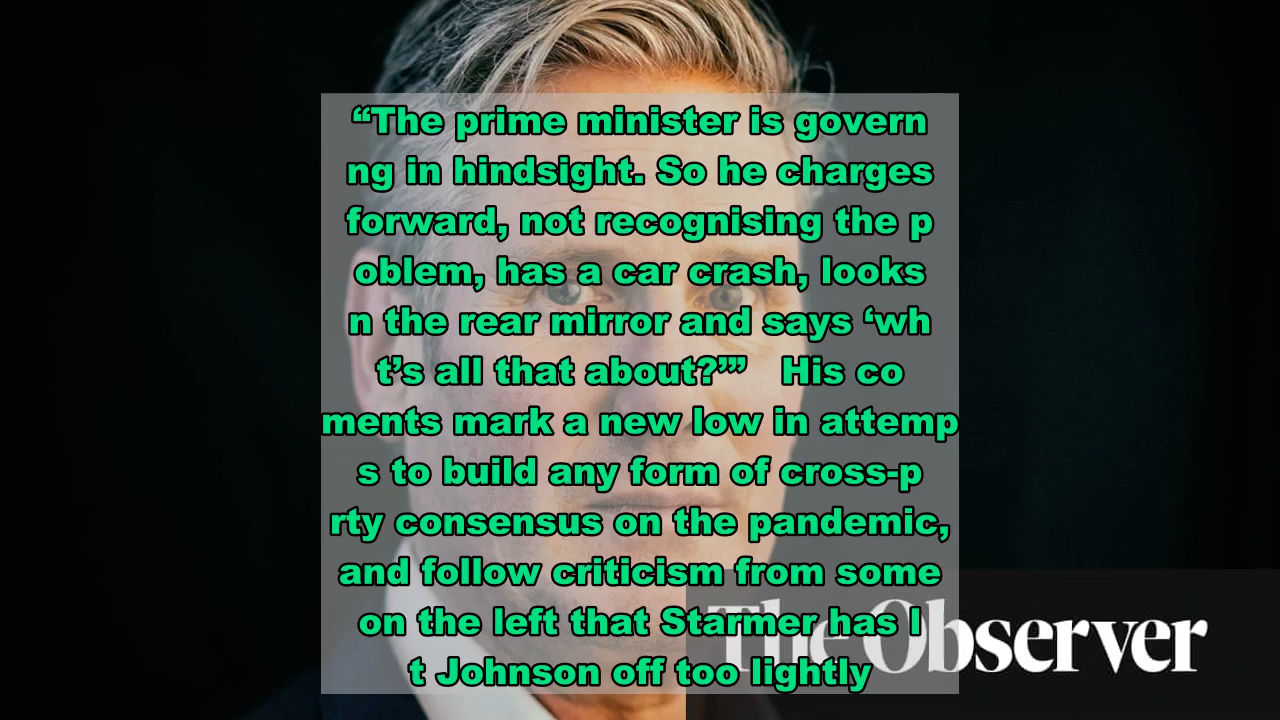 “The prime minister is govern
ng in hindsight. So he charges
forward, not recognising the p
oblem, has a car crash, looks
n the rear mirror and says ‘wh
t’s all that about?’”   His co
ments mark a new low in attemp
s to build any form of cross-p
rty consensus on the pandemic,
and follow criticism from some
on the left that Starmer has l
t Johnson off too lightly
The Observer